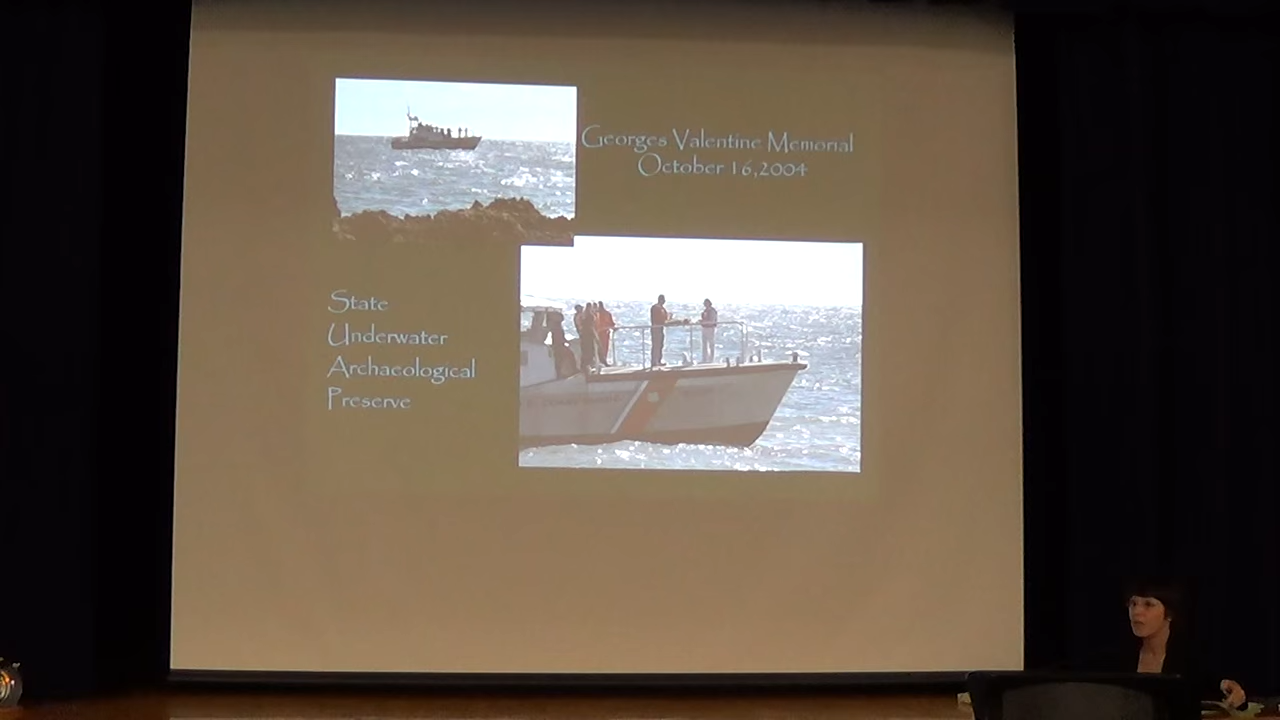 Georges Valentine Memorial
October 16,2004
State
Underwater
Archaeological
Preserve